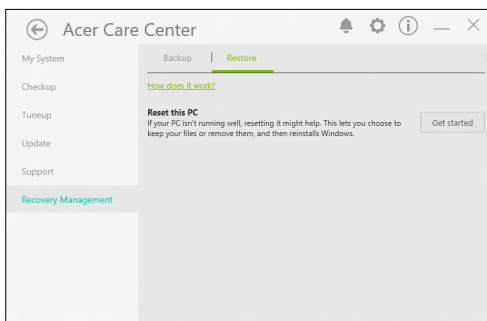 Acer Care Center
My System
Backup
Restore
Checkup
How does it work?
Tuneup
Reset this PC
If your PC isn't running well, resetting it might help. This lets you choose to
keep your files or remove them, and then reinstalls Windows.
Get started
Update
Support
Recovery Management